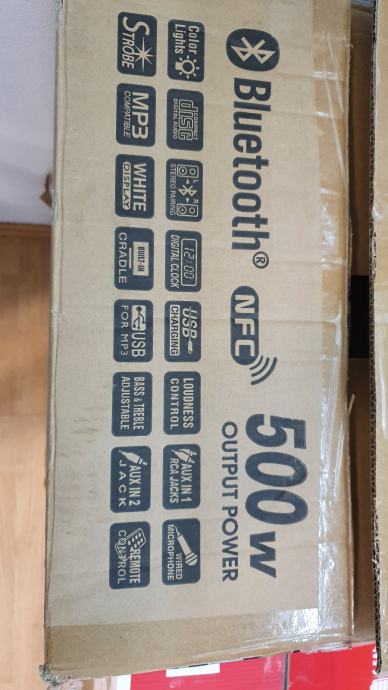 Bluetooth® NFC 500W
OUTPUT POWER
Color Lights
COMPACT disc DIGITAL AUDIO
L R STEREO PAIRING
12:00 DIGITAL CLOCK
USB CHARGING
LOUDNESS CONTROL
AUX IN 1 RCA JACKS
WIRED MICROPHONE
STROBE
MP3 COMPATIBLE
WHITE DISPLAY
BUILT-IN CRADLE
USB FOR MP3
BASS & TREBLE ADJUSTABLE
AUX IN 2 JACK
REMOTE CONTROL